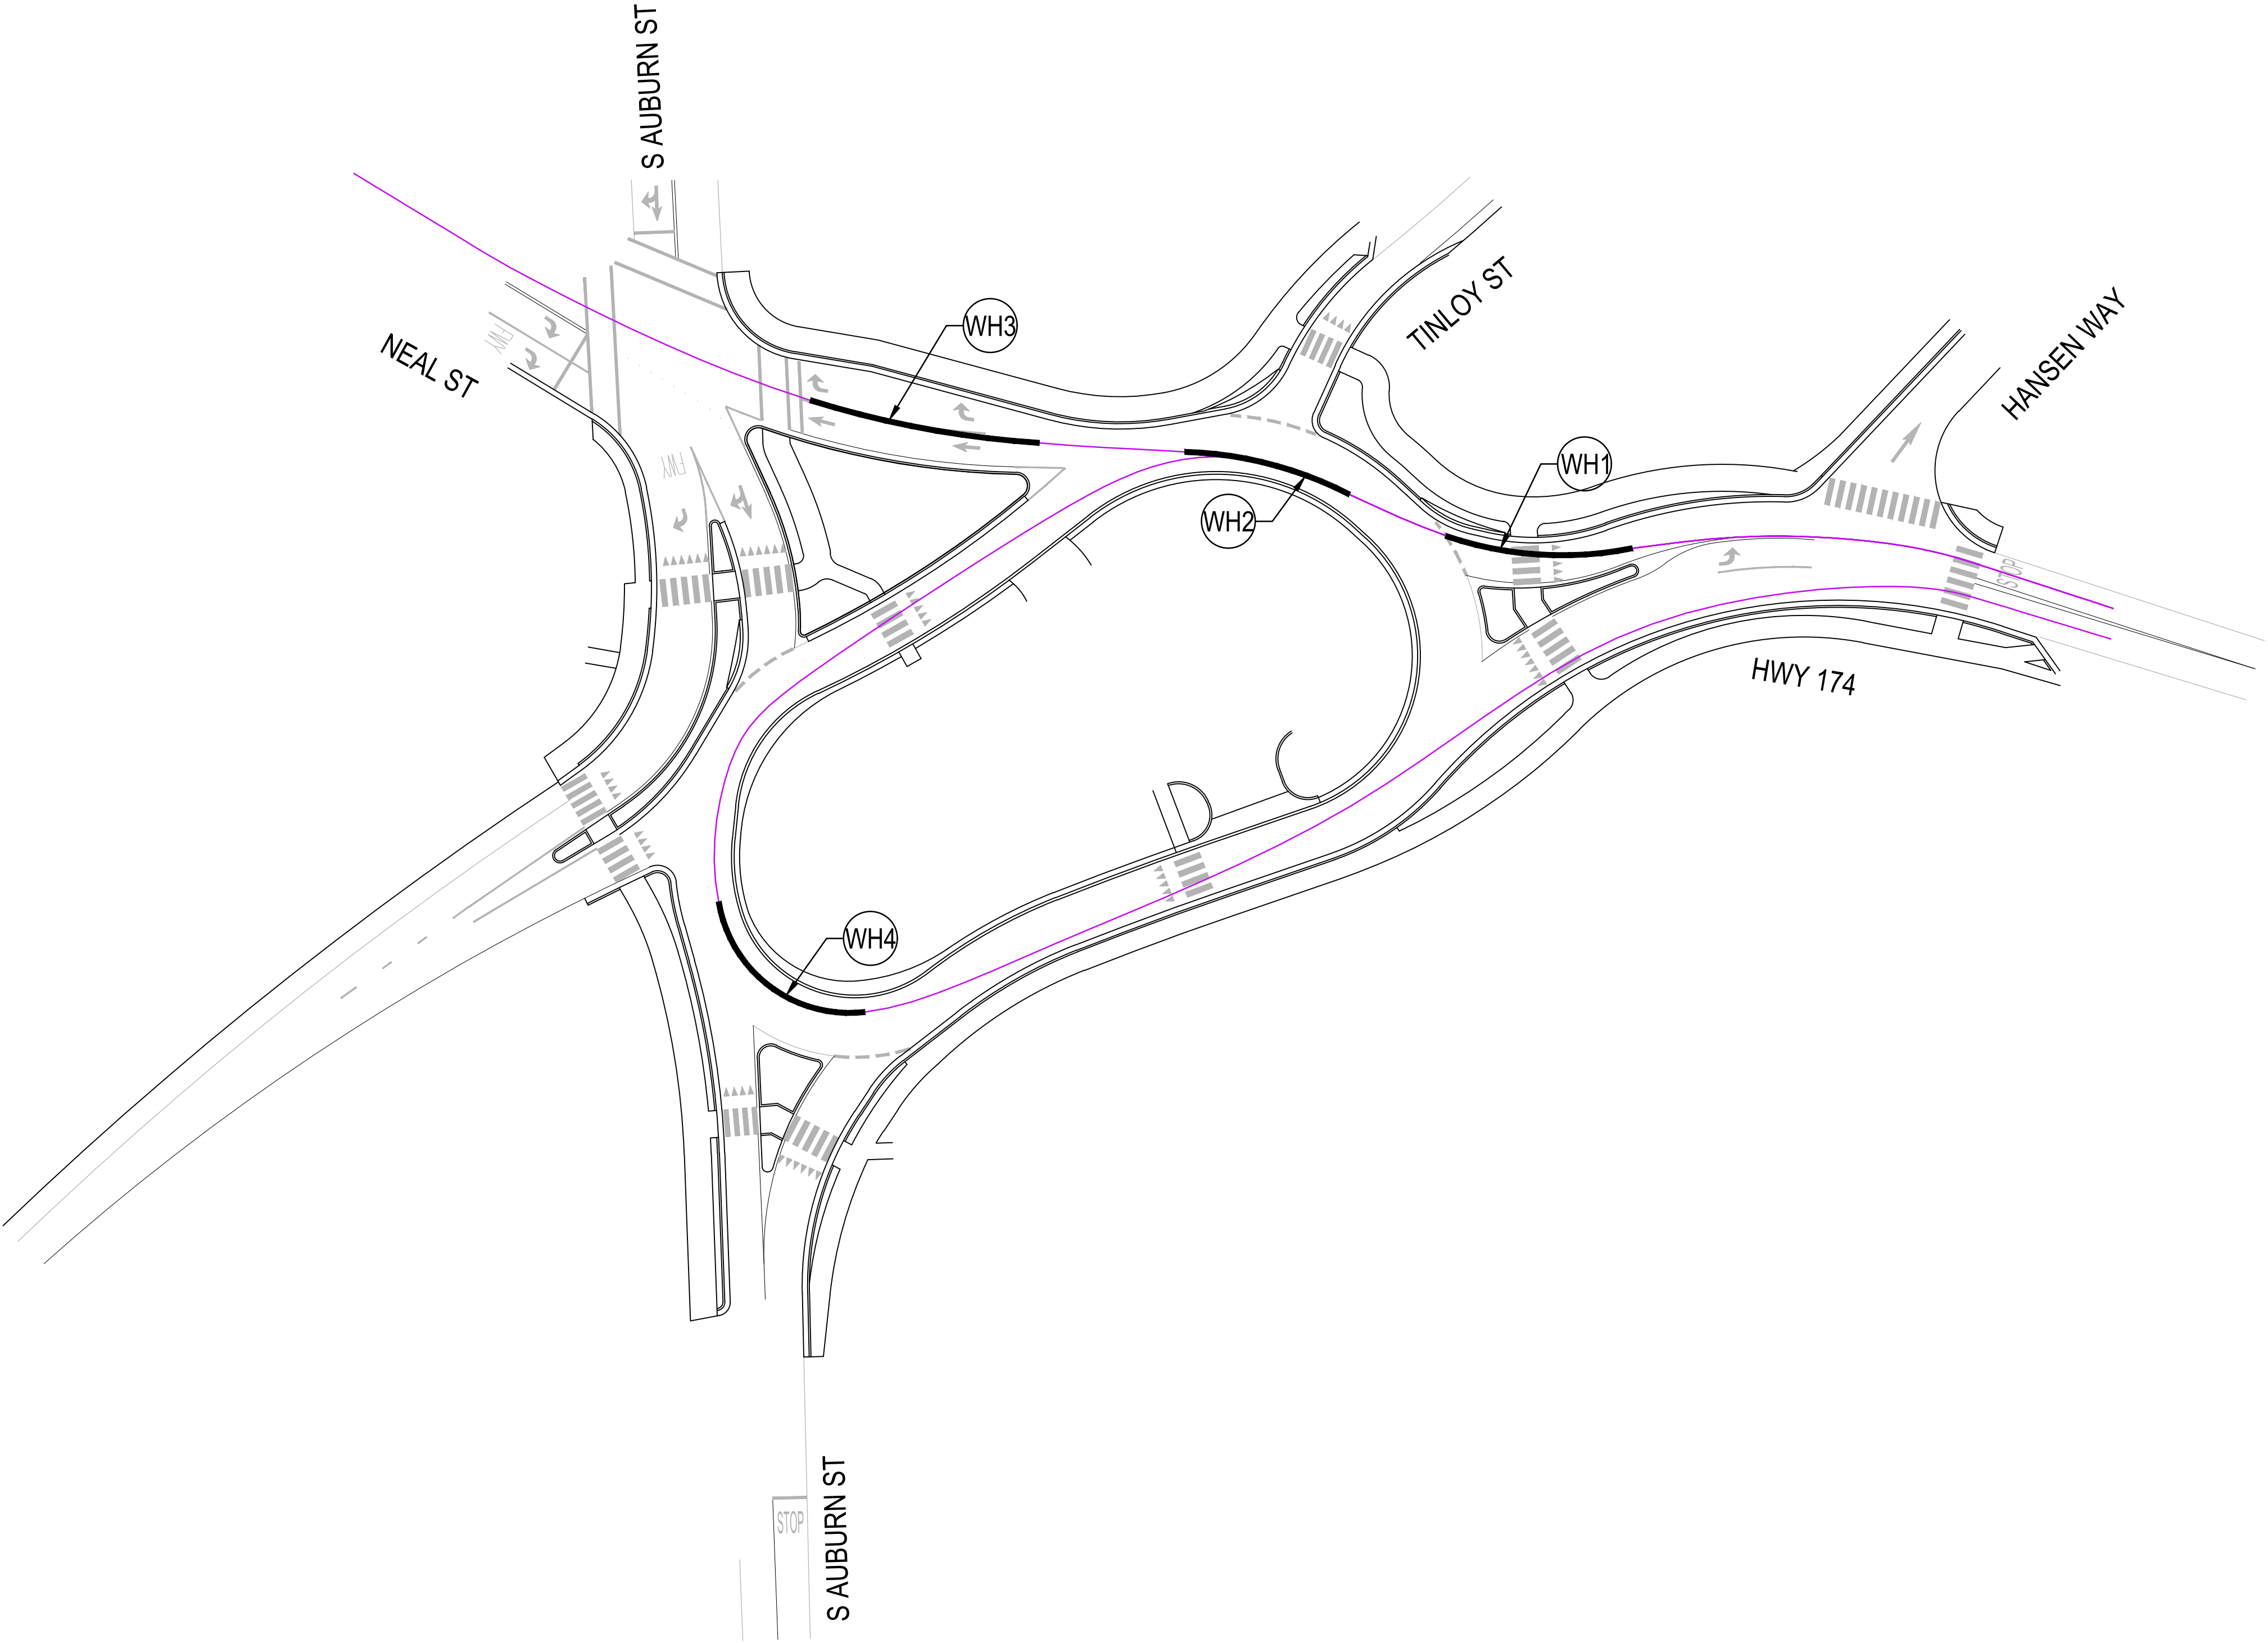 S AUBURN ST
WH3
TINLOY ST
HANSEN WAY
NEAL ST
FWY
FWY
WH1
WH2
STOP
HWY 174
WH4
STOP
S AUBURN ST